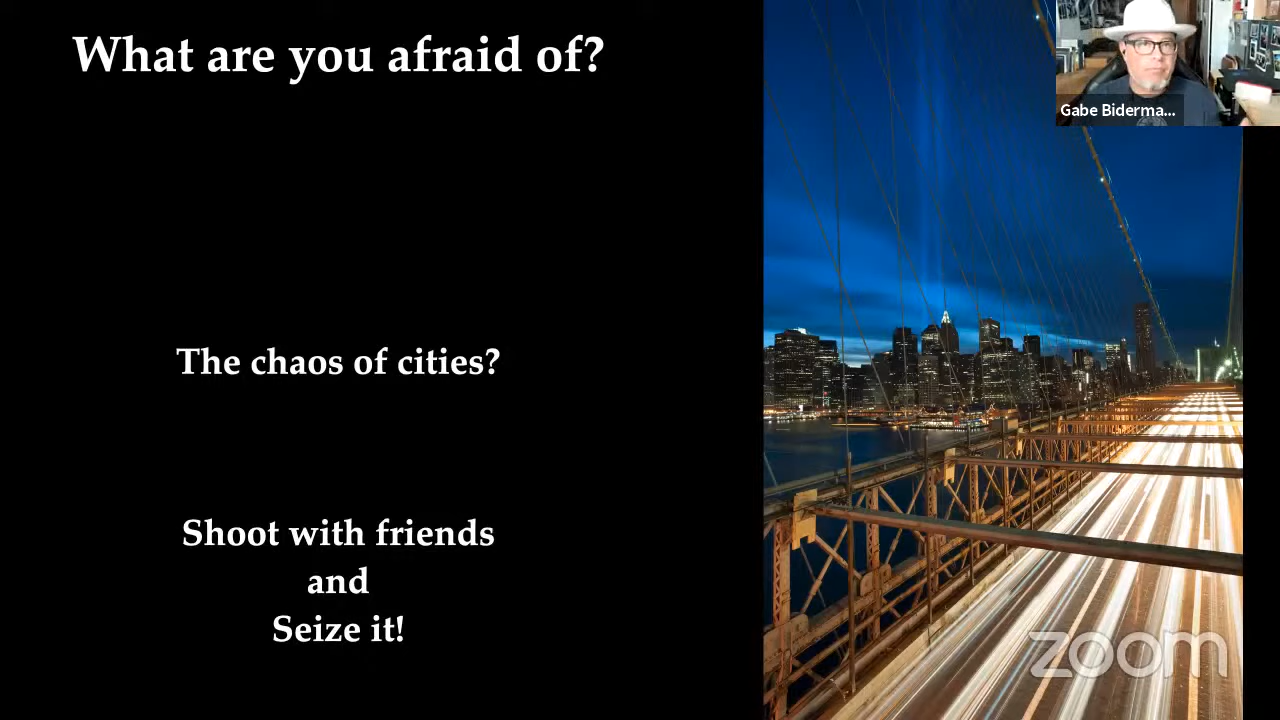 What are you afraid of?
Gabe Biderma...
The chaos of cities?
Shoot with friends
and
Seize it!
zoom